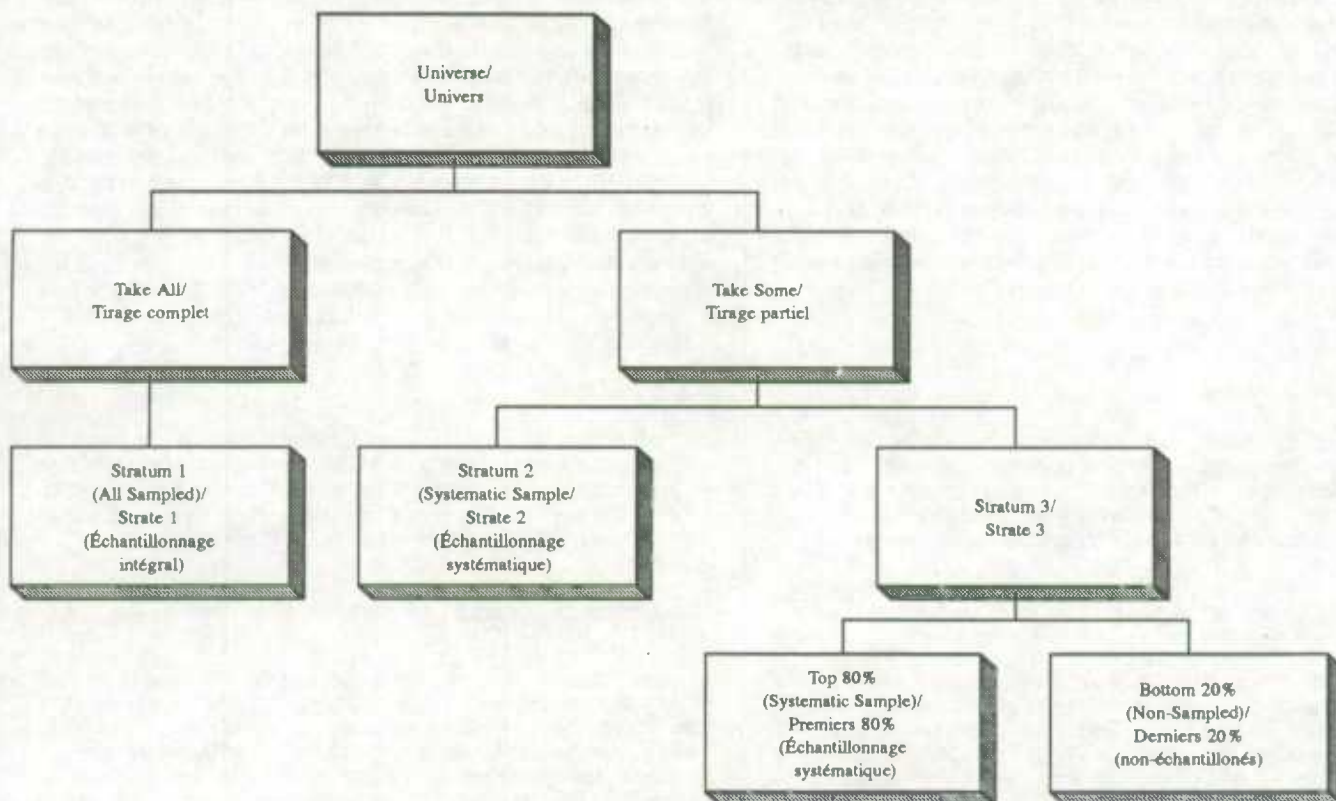 Universe/
Univers
Take All/
Tirage complet
Take Some/
Tirage partiel
Stratum 1
(All Sampled)/
Strate 1
(Échantillonnage
intégral)
Stratum 2
(Systematic Sample/
Strate 2
(Échantillonnage
systématique)
Stratum 3/
Strate 3
Top 80%
(Systematic Sample)/
Premiers 80%
(Échantillonnage
systématique)
Bottom 20%
(Non-Sampled)/
Derniers 20%
(non-échantillonés)